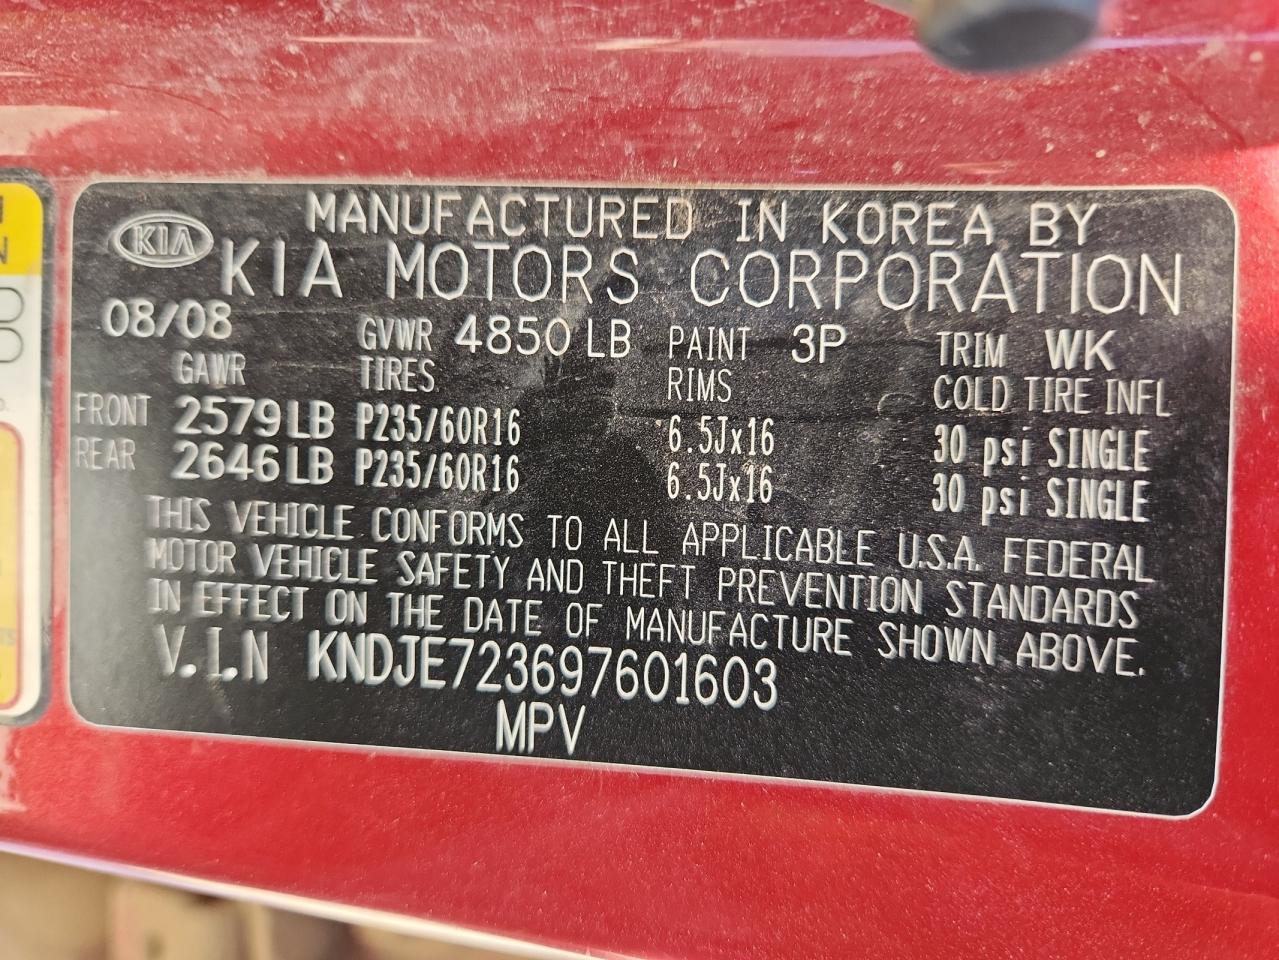 MANUFACTURED IN KOREA BY
KIA KIA MOTORS CORPORATION
08/08 GVWR 4850 LB PAINT 3P TRIM WK
GAWR TIRES RIMS COLD TIRE INFL
FRONT 2579 LB P235/60R16 6.5Jx16 30 psi SINGLE
REAR 2646 LB P235/60R16 6.5Jx16 30 psi SINGLE
THIS VEHICLE CONFORMS TO ALL APPLICABLE U.S.A. FEDERAL
MOTOR VEHICLE SAFETY AND THEFT PREVENTION STANDARDS
IN EFFECT ON THE DATE OF MANUFACTURE SHOWN ABOVE.
V.I.N KNDJE723697601603
MPV